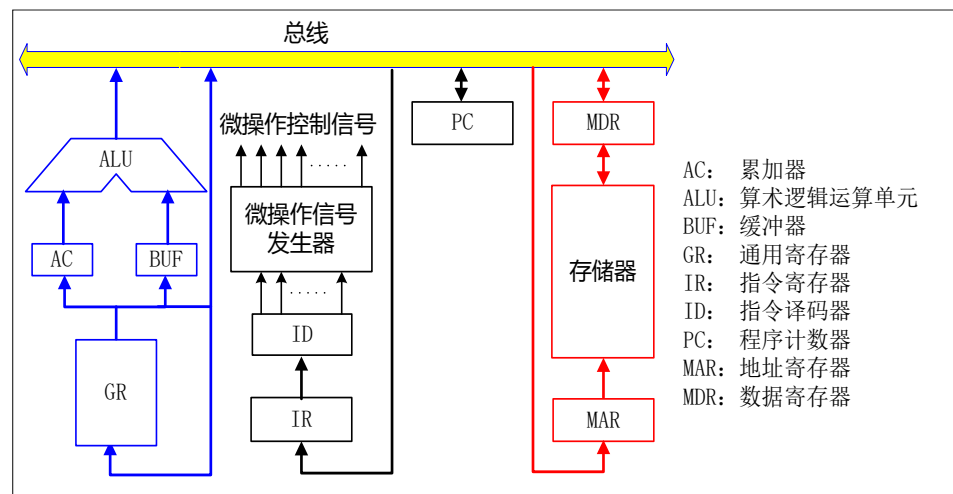 总线
微操作控制信号
PC
MDR
ALU
.....
微操作信号
发生器
AC
BUF
存储器
.....
ID
GR
IR
MAR
AC: 累加器
ALU: 算术逻辑运算单元
BUF: 缓冲器
GR: 通用寄存器
IR: 指令寄存器
ID: 指令译码器
PC: 程序计数器
MAR: 地址寄存器
MDR: 数据寄存器